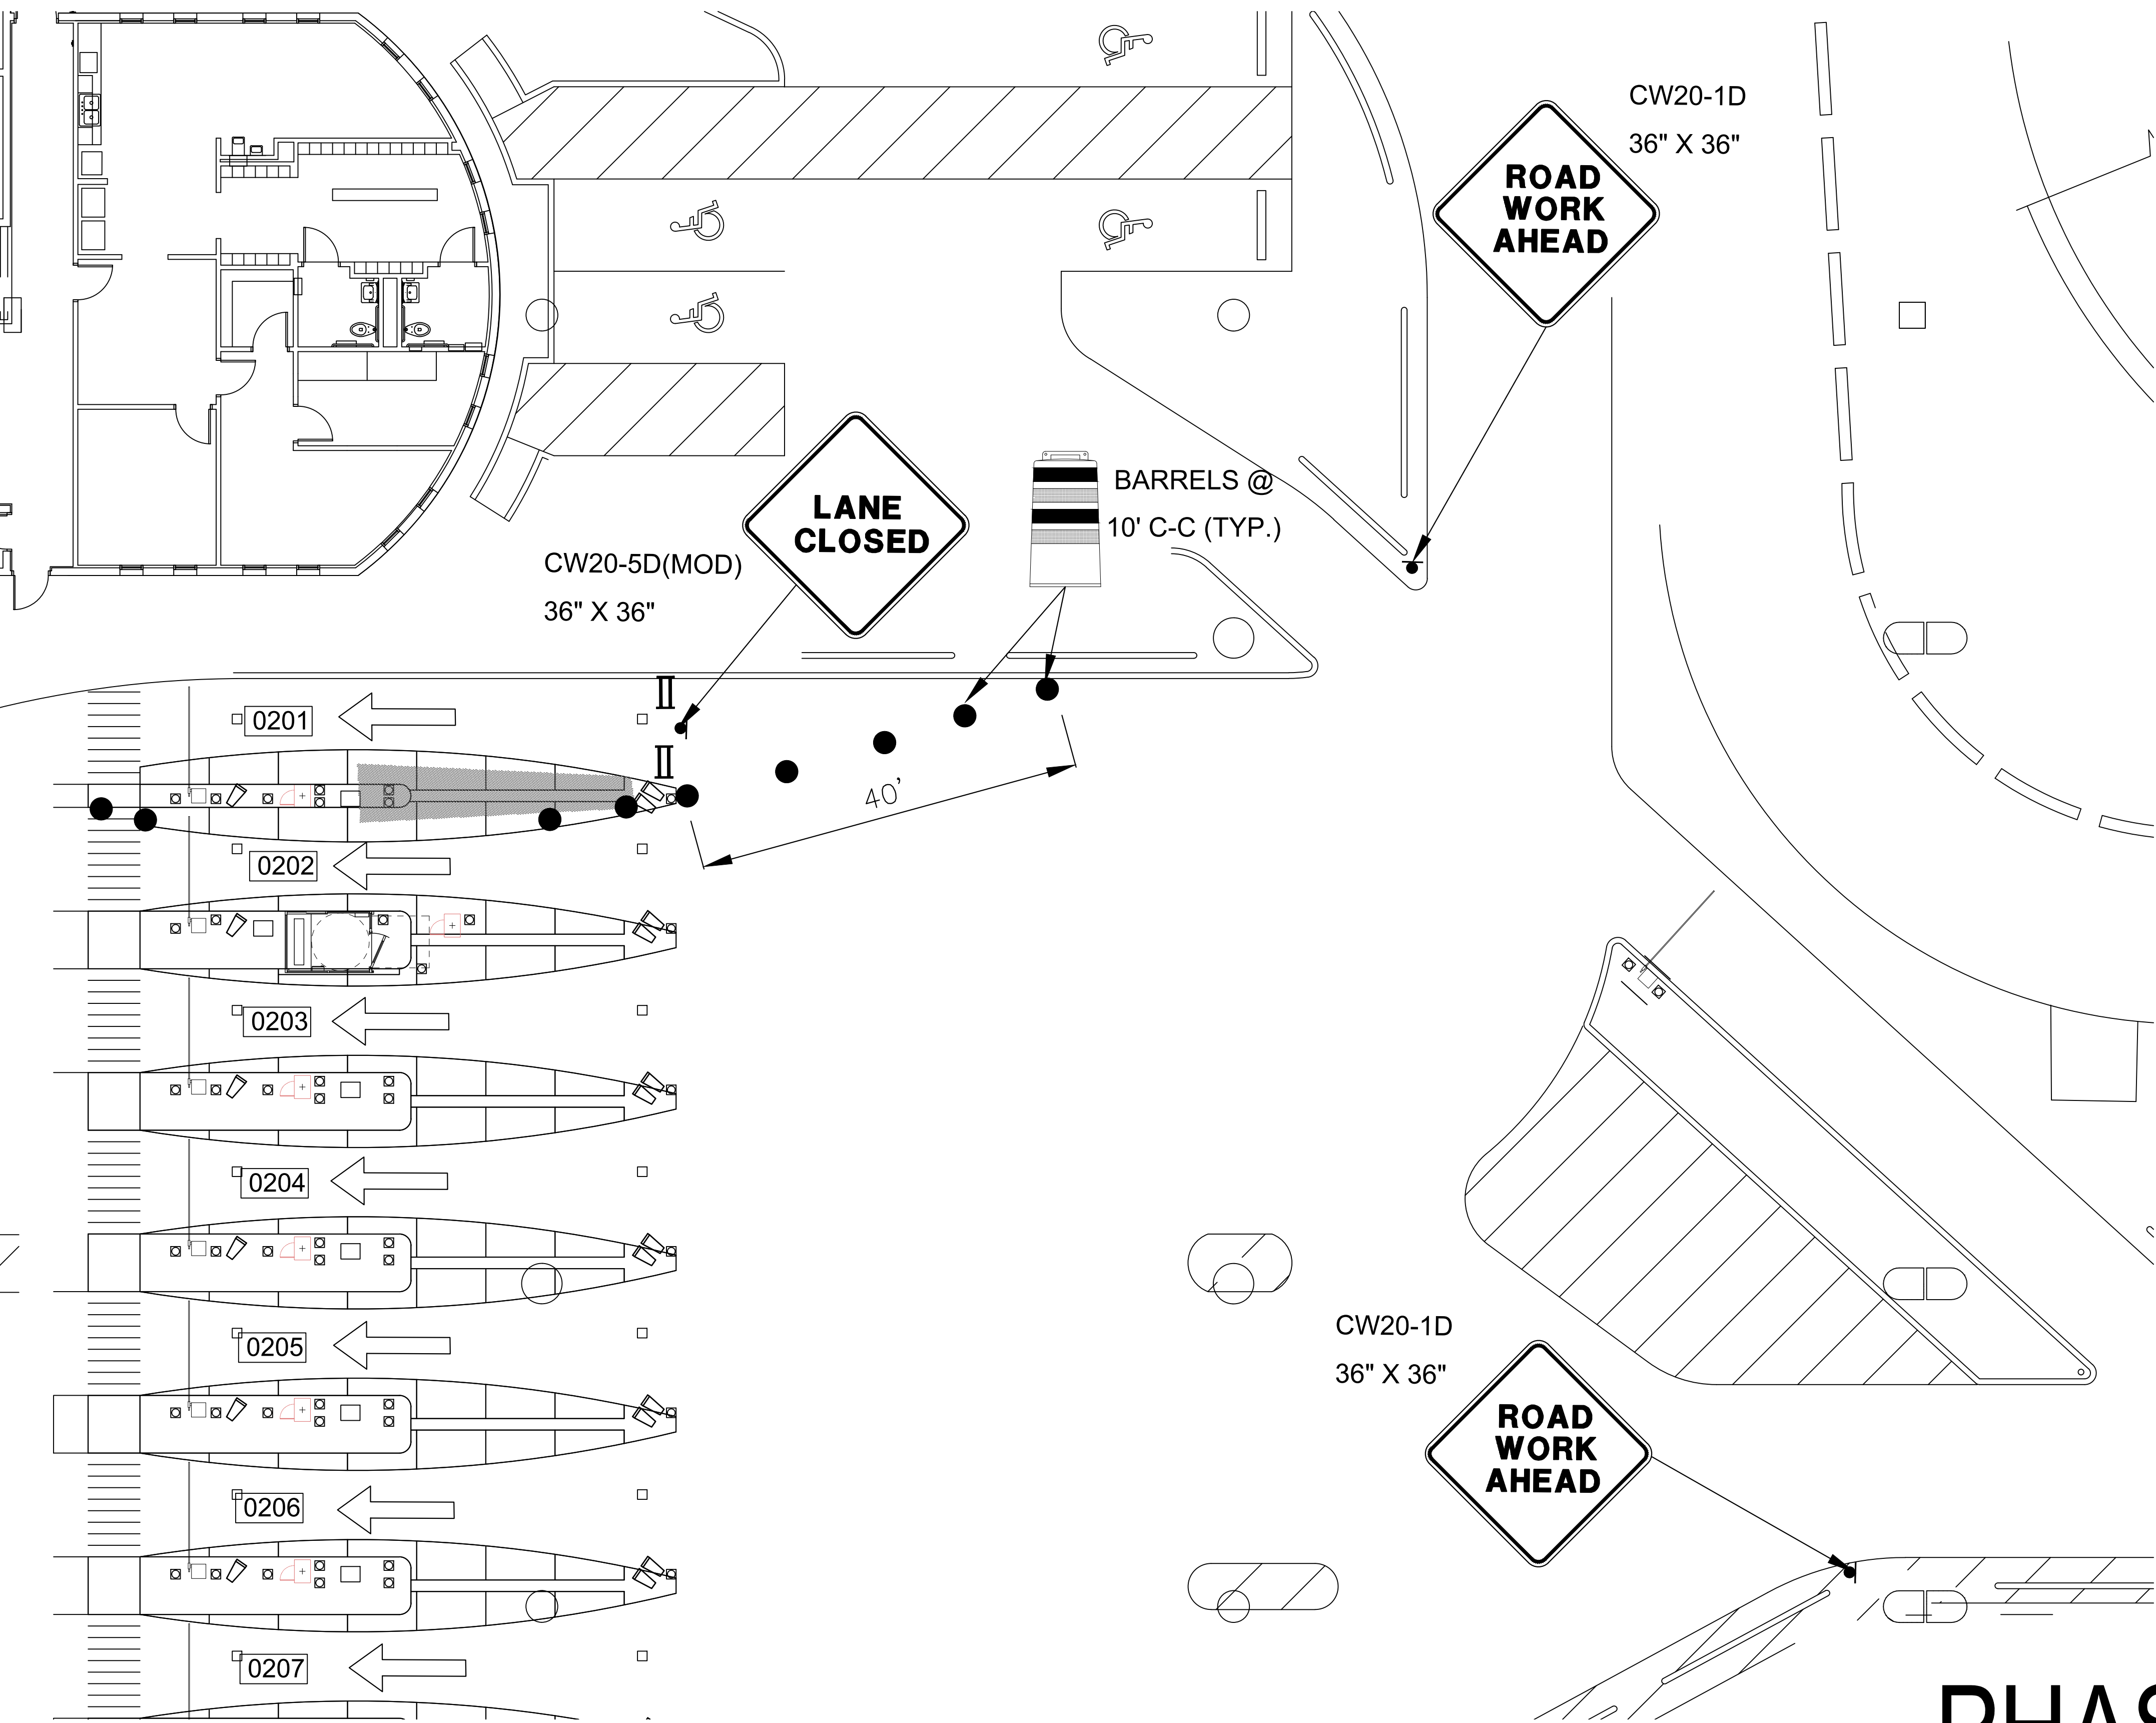 CW20-1D
36" X 36"
ROAD
WORK
AHEAD
LANE
CLOSED
CW20-5D(MOD)
36" X 36"
BARRELS @
10' C-C (TYP.)
0201
40'
0202
0203
0204
0205
0206
0207
CW20-1D
36" X 36"
ROAD
WORK
AHEAD